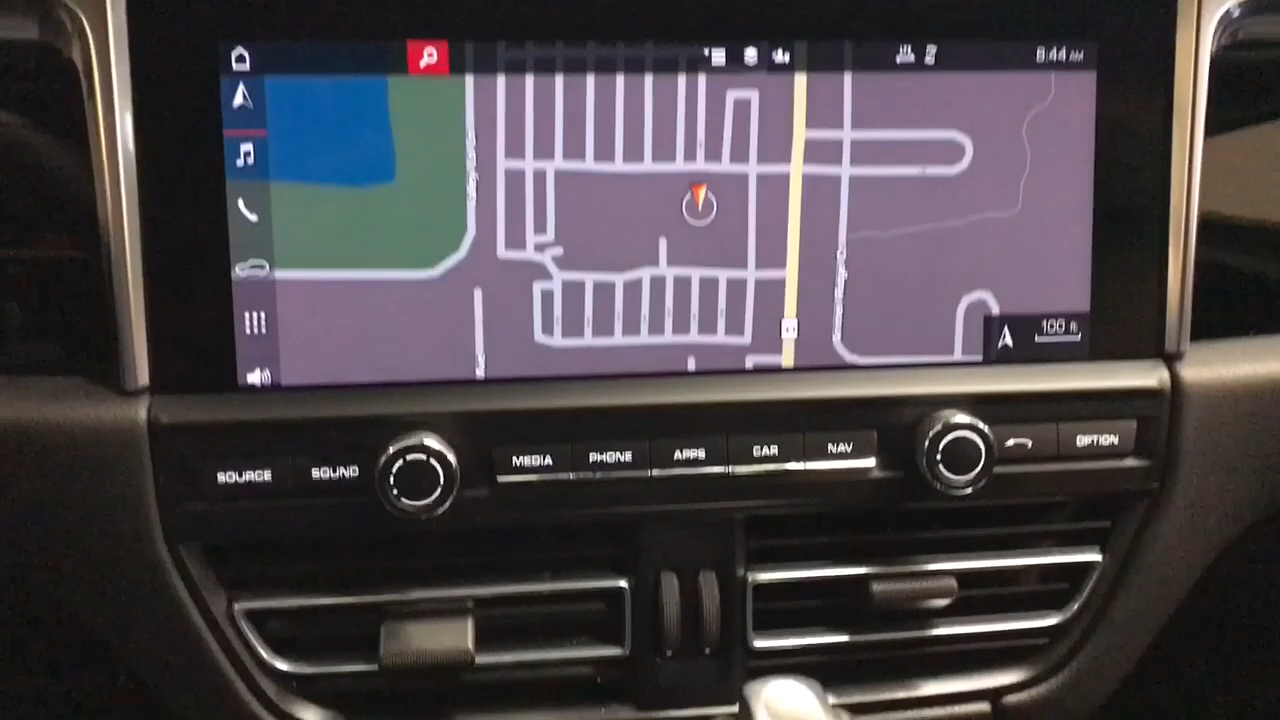 8:44 AM
100 ft
SOURCE
SOUND
MEDIA
PHONE
APPS
CAR
NAV
OPTION